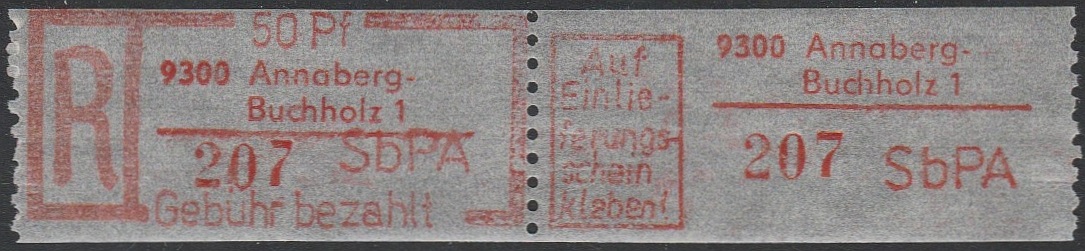 R
50 Pf
9300 Annaberg-
Buchholz 1
207 SbPA
Gebühr bezahlt
Auf
Einlie-
ferungs-
schein
kleben!
9300 Annaberg-
Buchholz 1
207 SbPA